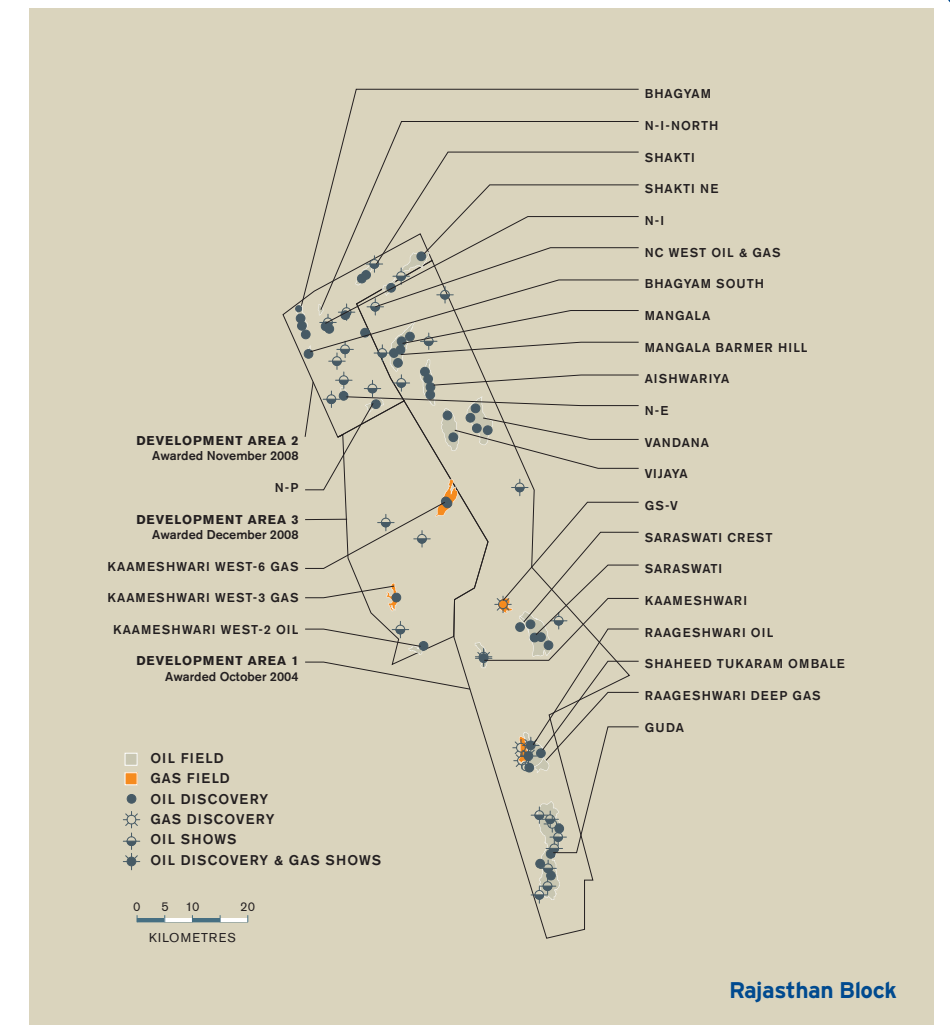 BHAGYAM
N-I-NORTH
SHAKTI
SHAKTI NE
N-I
NC WEST OIL & GAS
BHAGYAM SOUTH
MANGALA
MANGALA BARMER HILL
AISHWARIYA
N-E
VANDANA
VIJAYA
GS-V
SARASWATI CREST
SARASWATI
KAAMESHWARI
RAAGESHWARI OIL
SHAHEED TUKARAM OMBALE
RAAGESHWARI DEEP GAS
GUDA
DEVELOPMENT AREA 2
Awarded November 2008
N-P
DEVELOPMENT AREA 3
Awarded December 2008
KAAMESHWARI WEST-6 GAS
KAAMESHWARI WEST-3 GAS
KAAMESHWARI WEST-2 OIL
DEVELOPMENT AREA 1
Awarded October 2004
OIL FIELD
GAS FIELD
OIL DISCOVERY
GAS DISCOVERY
OIL SHOWS
OIL DISCOVERY & GAS SHOWS
0 5 10 20
KILOMETRES
Rajasthan Block